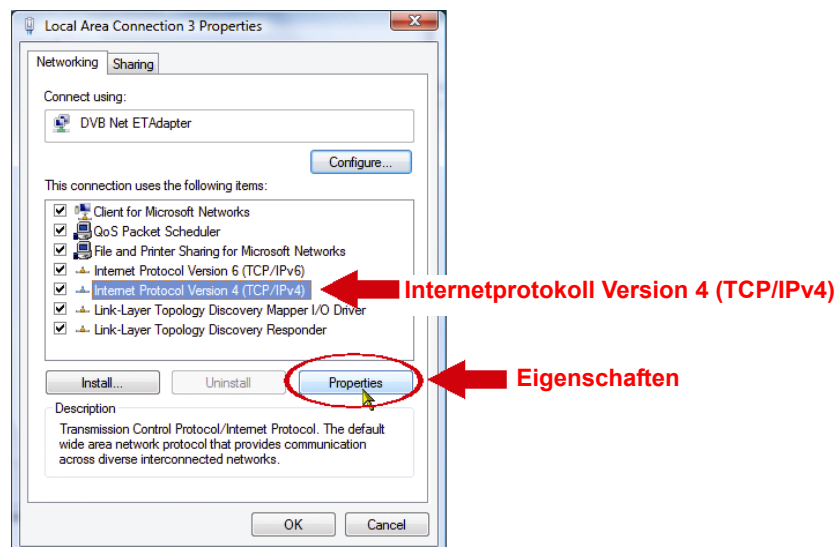 Local Area Connection 3 Properties
Networking
Sharing
Connect using:
DVB Net ETAdapter
Configure...
This connection uses the following items:
Client for Microsoft Networks
QoS Packet Scheduler
File and Printer Sharing for Microsoft Networks
Internet Protocol Version 6 (TCP/IPv6)
Internet Protocol Version 4 (TCP/IPv4)
Internetprotokoll Version 4 (TCP/IPv4)
Link-Layer Topology Discovery Mapper I/O Driver
Link-Layer Topology Discovery Responder
Install...
Uninstall
Properties
Eigenschaften
Description
Transmission Control Protocol/Internet Protocol. The default
wide area network protocol that provides communication
across diverse interconnected networks.
OK
Cancel